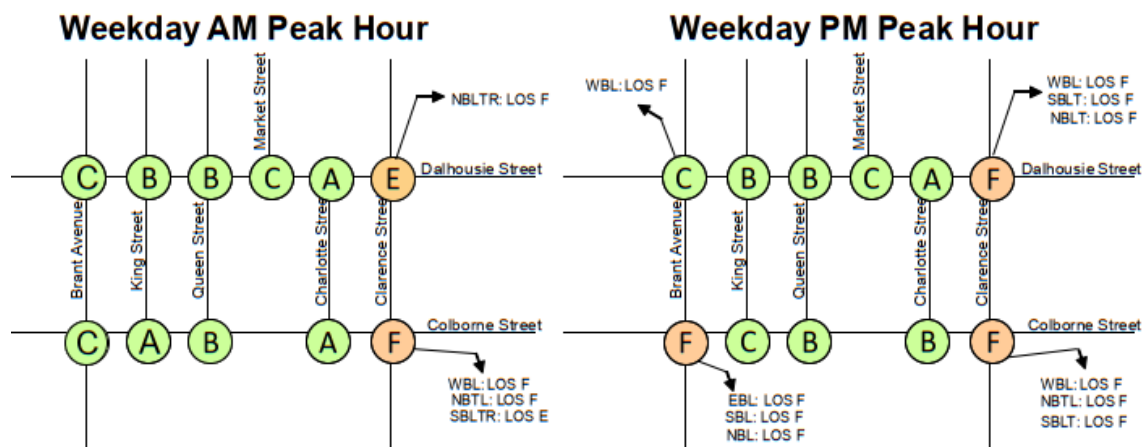 Weekday AM Peak Hour
Market Street
NBLTR: LOS F
C
B
B
C
A
E
Dalhousie Street
Brant Avenue
King Street
Queen Street
Charlotte Street
Clarence Street
Colborne Street
C
A
B
A
F
WBL: LOS F
NBTL: LOS F
SBLTR: LOS E
Weekday PM Peak Hour
Market Street
WBL: LOS F
WBL: LOS F
SBLT: LOS F
NBLT: LOS F
C
B
B
C
A
F
Dalhousie Street
Brant Avenue
King Street
Queen Street
Charlotte Street
Clarence Street
Colborne Street
F
C
B
B
F
EBL: LOS F
SBL: LOS F
NBL: LOS F
WBL: LOS F
NBTL: LOS F
SBLT: LOS F